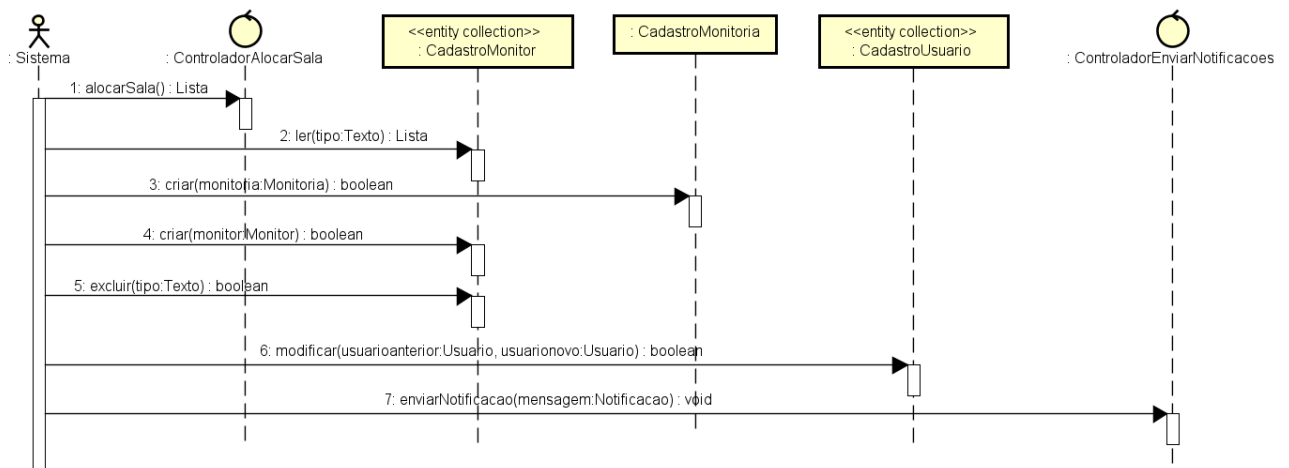 : Sistema
: ControladorAlocarSala
<<entity collection>>
: CadastroMonitor
: CadastroMonitoria
<<entity collection>>
: CadastroUsuario
: ControladorEnviarNotificacoes
1: alocarSala() : Lista
2: ler(tipo:Texto) : Lista
3: criar(monitoria:Monitoria) : boolean
4: criar(monitor:Monitor) : boolean
5: excluir(tipo:Texto) : boolean
6: modificar(usuarioanterior:Usuario, usuarionovo:Usuario) : boolean
7: enviarNotificacao(mensagem:Notificacao) : void